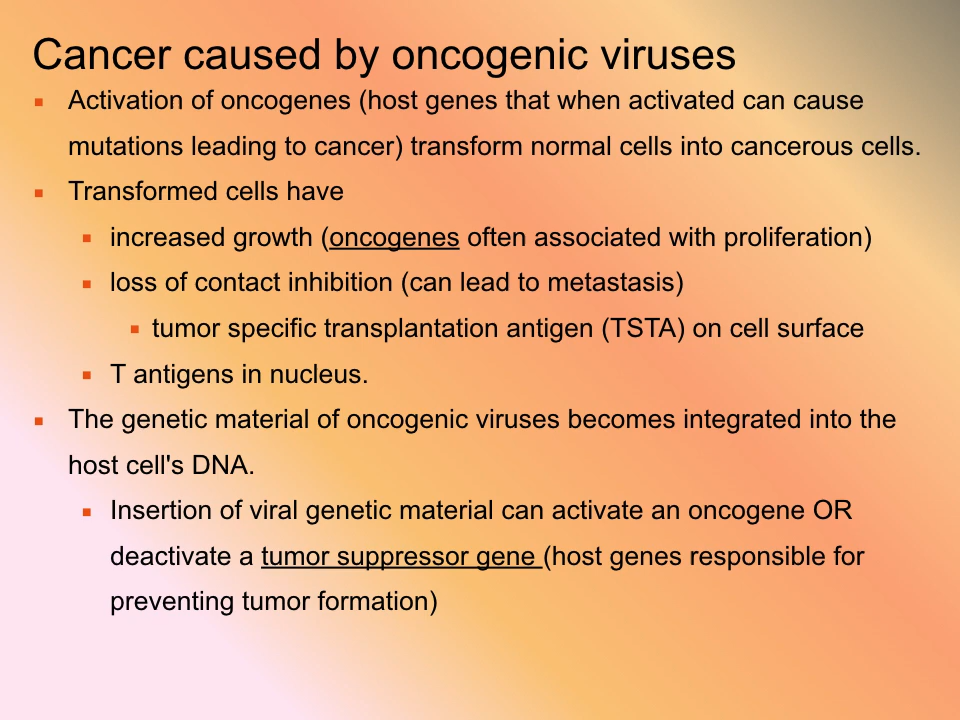 Cancer caused by oncogenic viruses
▪ Activation of oncogenes (host genes that when activated can cause
mutations leading to cancer) transform normal cells into cancerous cells.
▪ Transformed cells have
▪ increased growth (oncogenes often associated with proliferation)
▪ loss of contact inhibition (can lead to metastasis)
▪ tumor specific transplantation antigen (TSTA) on cell surface
▪ T antigens in nucleus.
▪ The genetic material of oncogenic viruses becomes integrated into the
host cell's DNA.
▪ Insertion of viral genetic material can activate an oncogene OR
deactivate a tumor suppressor gene (host genes responsible for
preventing tumor formation)